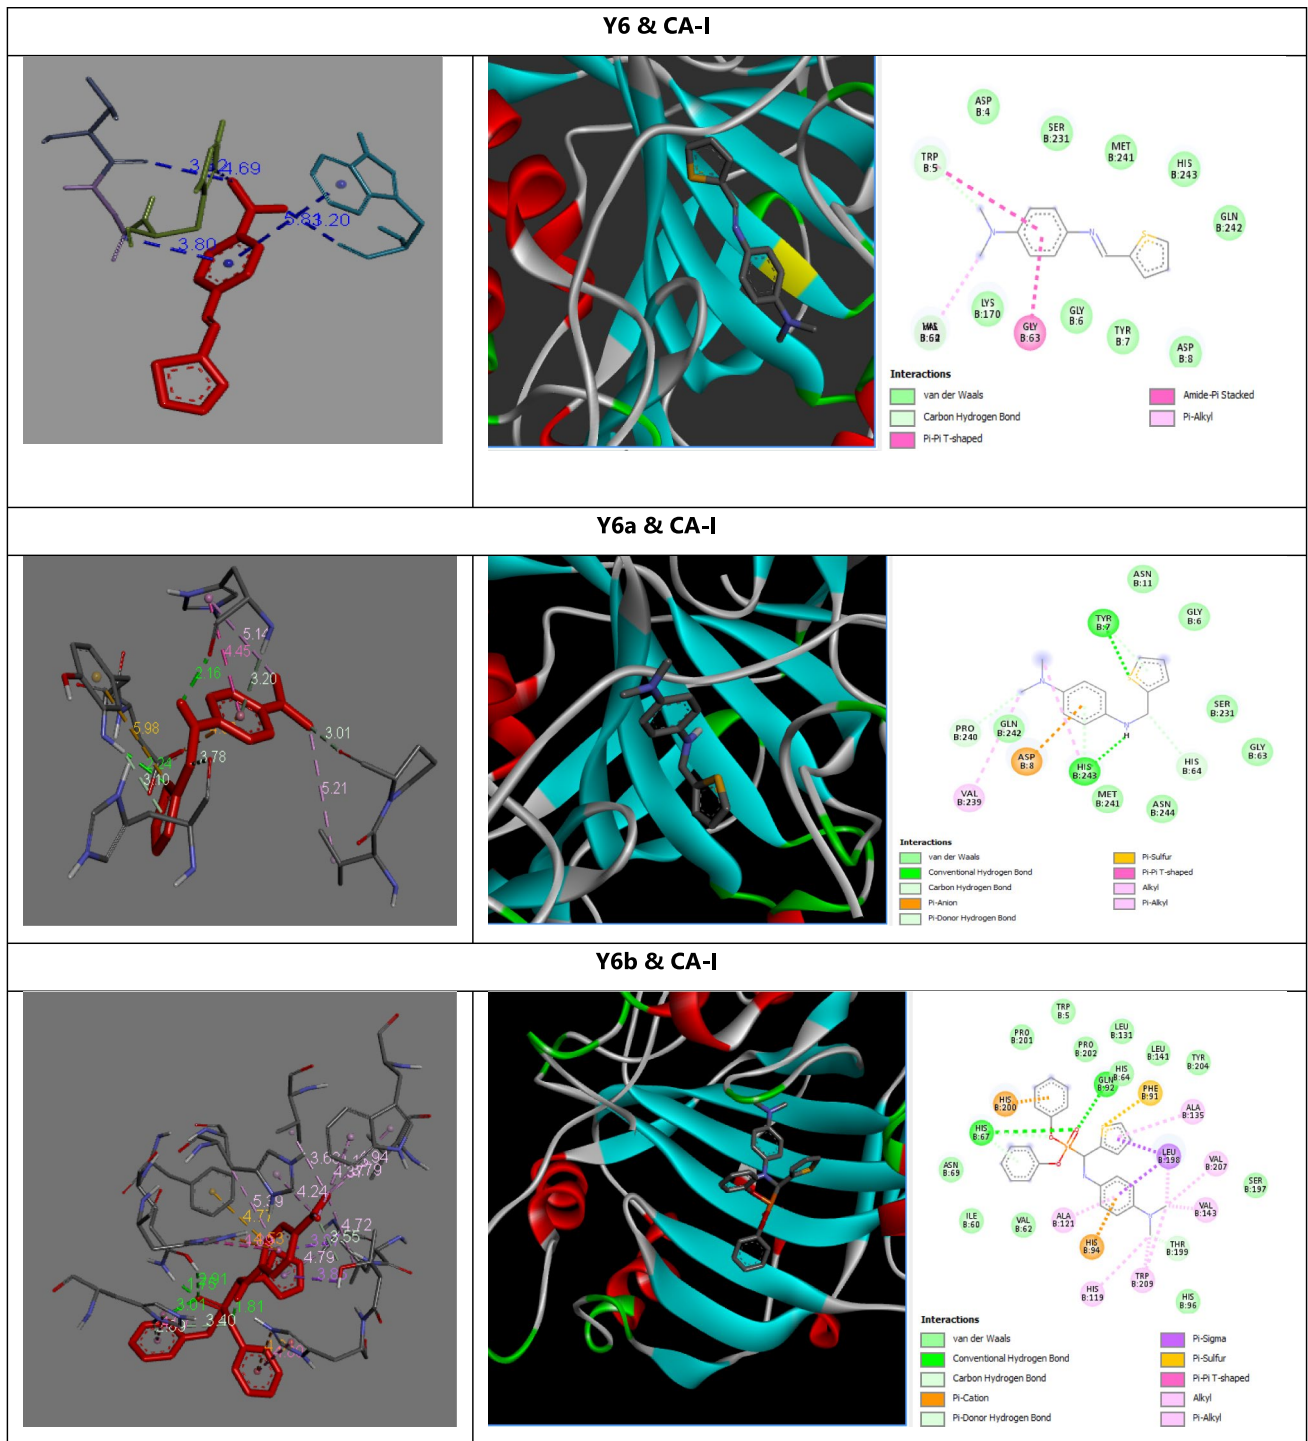 Y6 & CA-I
4.69
3.80
ASP
B:4
SER
B:231
MET
B:241
HIS
B:243
TRP
B:5
GLN
B:242
N
N
S
LYS
B:170
GLY
B:63
GLY
B:6
TYR
B:7
ASP
B:8
Interactions
van der Waals
Carbon Hydrogen Bond
Pi-Pi T-shaped
Amide-Pi Stacked
Pi-Alkyl
Y6a & CA-I
5.14
4.45
2.16
3.20
5.98
3.01
3.78
3.10
5.21
ASN
B:11
TYR
B:7
GLY
B:6
SER
B:231
GLY
B:63
PRO
B:240
GLN
B:242
ASP
B:8
HIS
B:243
HIS
B:64
VAL
B:239
MET
B:241
ASN
B:244
N
S
N
H
Interactions
van der Waals
Conventional Hydrogen Bond
Carbon Hydrogen Bond
Pi-Anion
Pi-Donor Hydrogen Bond
Pi-Sulfur
Pi-Pi T-shaped
Alkyl
Pi-Alkyl
Y6b & CA-I
4.24
5.39
4.77
4.72
3.55
4.79
3.01
1.81
3.40
TRP
B:5
PRO
B:201
PRO
B:202
LEU
B:131
LEU
B:141
TYR
B:204
HIS
B:64
GLN
B:92
PHE
B:91
HIS
B:200
ALA
B:135
HIS
B:67
LEU
B:198
VAL
B:207
ASN
B:69
SER
B:197
ILE
B:60
VAL
B:62
ALA
B:121
VAL
B:143
HIS
B:94
THR
B:199
HIS
B:119
TRP
B:209
HIS
B:96
Interactions
van der Waals
Conventional Hydrogen Bond
Carbon Hydrogen Bond
Pi-Cation
Pi-Donor Hydrogen Bond
Pi-Sigma
Pi-Sulfur
Pi-Pi T-shaped
Alkyl
Pi-Alkyl